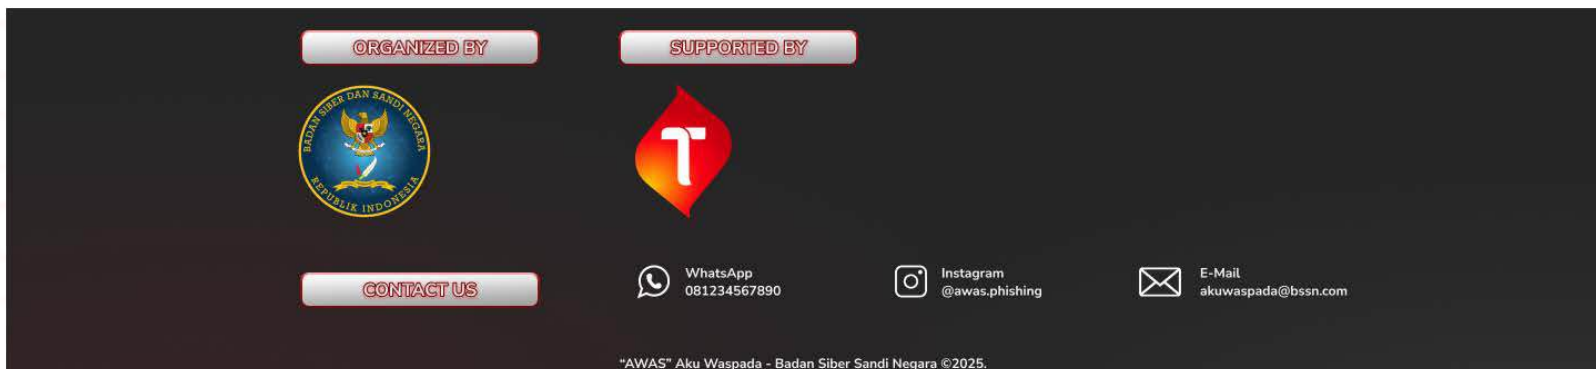 ORGANIZED BY
SUPPORTED BY
BADAN SIBER DAN SANDI NEGARA
REPUBLIK INDONESIA
T
CONTACT US
WhatsApp
081234567890
Instagram
@awas.phishing
E-Mail
akuwaspada@bssn.com
“AWAS” Aku Waspada - Badan Siber Sandi Negara ©2025.